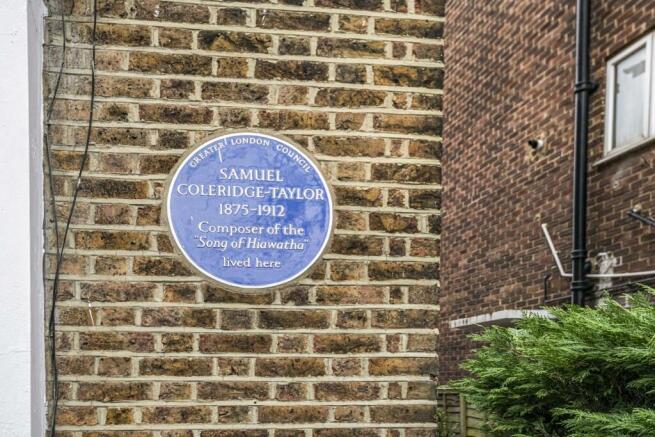 GREATER LONDON COUNCIL
SAMUEL
COLERIDGE-TAYLOR
1875-1912
Composer of the
"Song of Hiawatha"
lived here